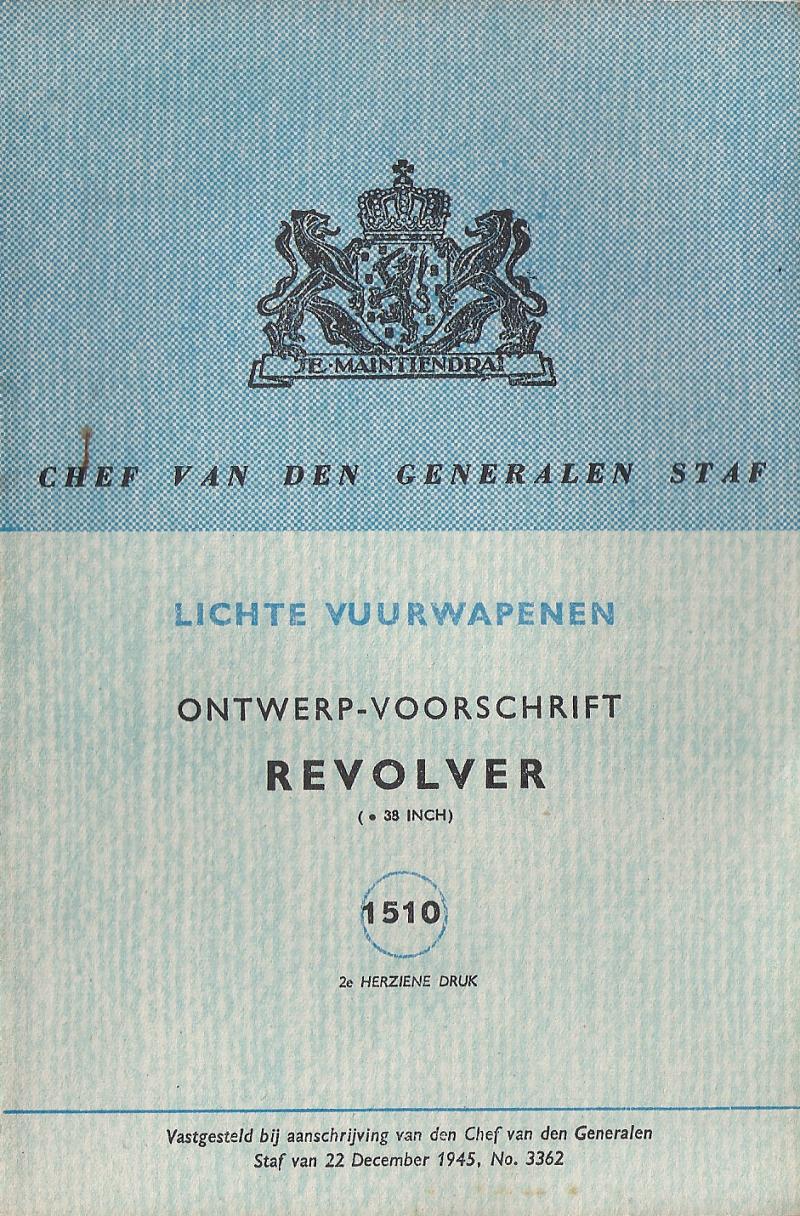 JE·MAINTIENDRAI
CHEF VAN DEN GENERALEN STAF
LICHTE VUURWAPENEN
ONTWERP-VOORSCHRIFT
REVOLVER
( • 38 INCH)
1510
2e HERZIENE DRUK
Vastgesteld bij aanschrijving van den Chef van den Generalen
Staf van 22 December 1945, No. 3362